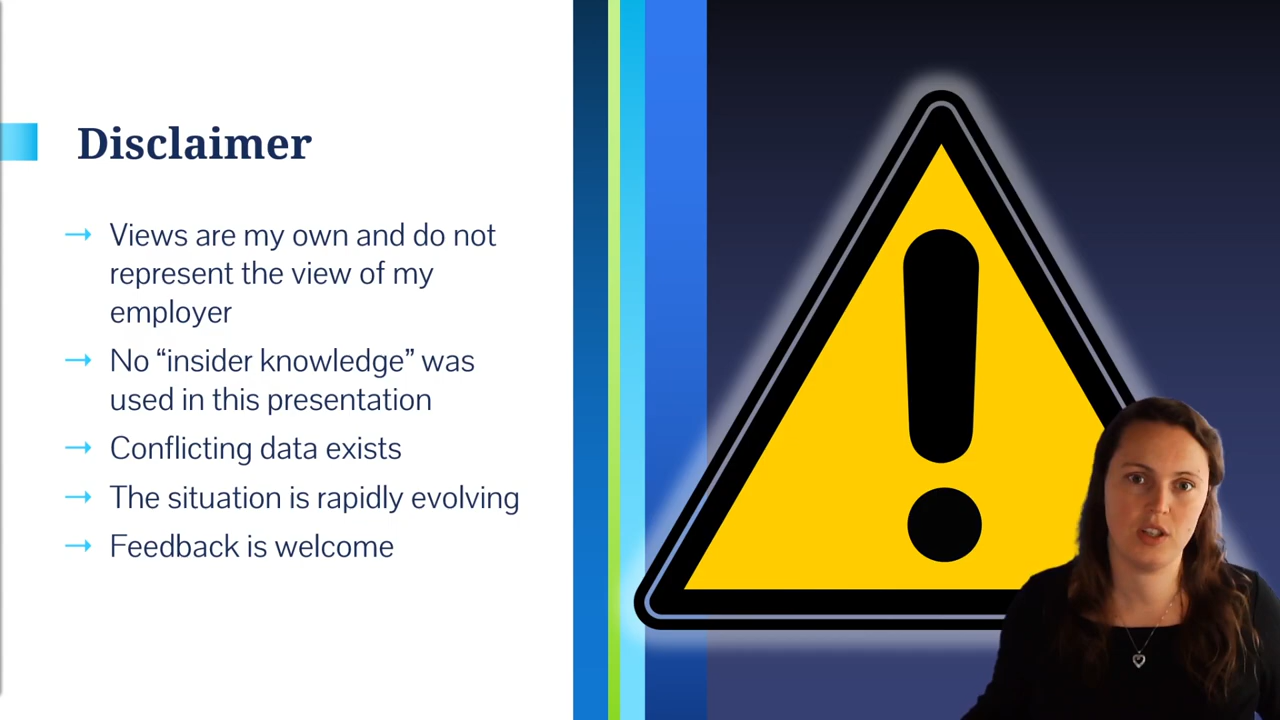 Disclaimer
→ Views are my own and do not
represent the view of my
employer
→ No “insider knowledge” was
used in this presentation
→ Conflicting data exists
→ The situation is rapidly evolving
→ Feedback is welcome